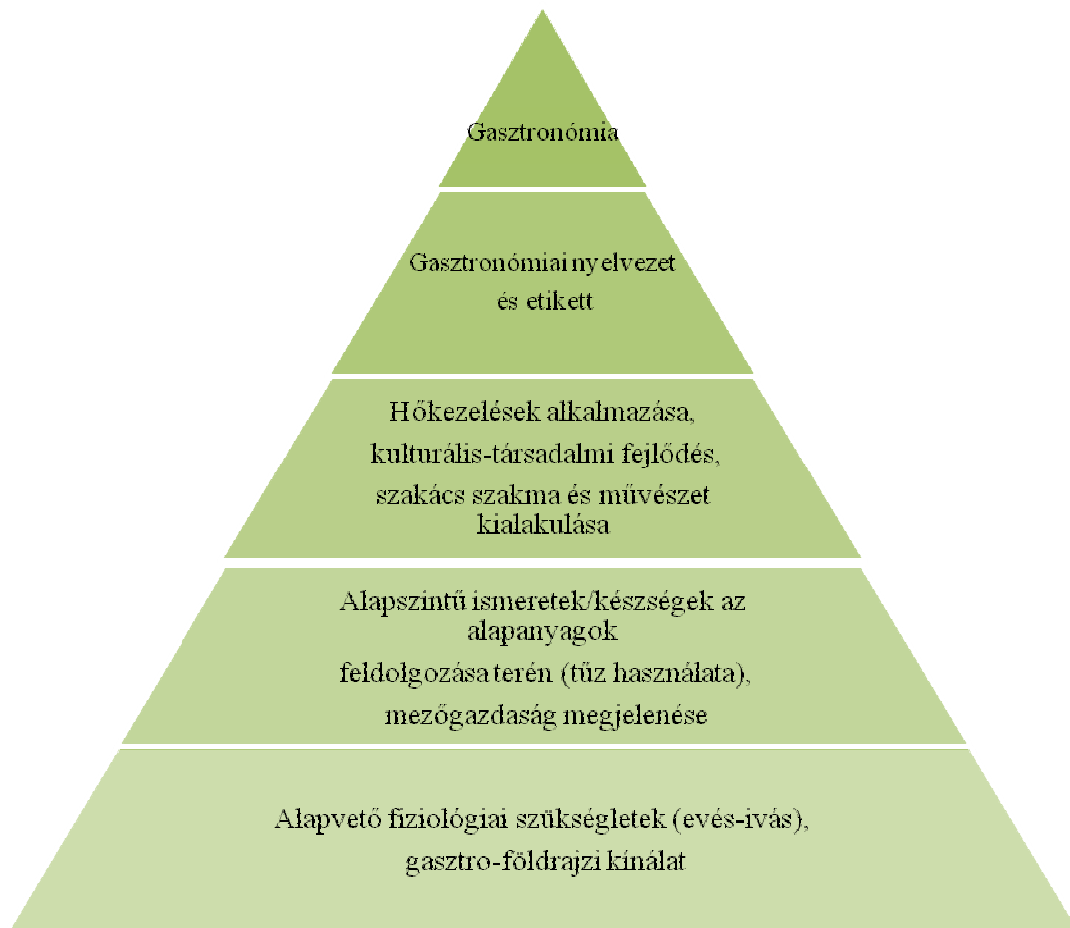 Gasztronómia
Gasztronómiai nyelvezet
és etikett
Hőkezelések alkalmazása,
kulturális-társadalmi fejlődés,
szakács szakma és művészet
kialakulása
Alapszintű ismeretek/készségek az
alapanyagok
feldolgozása terén (tűz használata),
mezőgazdaság megjelenése
Alapvető fiziológiai szükségletek (evés-ivás),
gasztro-földrajzi kínálat